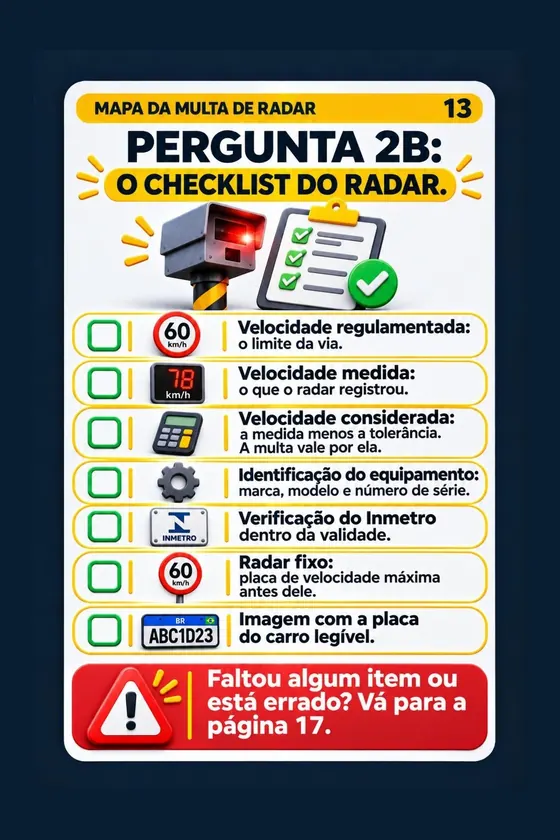 MAPA DA MULTA DE RADAR
13
PERGUNTA 2B:
O CHECKLIST DO RADAR.
60
km/h
Velocidade regulamentada:
o limite da via.
78
km/h
Velocidade medida:
o que o radar registrou.
Velocidade considerada:
a medida menos a tolerância.
A multa vale por ela.
Identificação do equipamento:
marca, modelo e número de série.
INMETRO
Verificação do Inmetro
dentro da validade.
60
km/h
Radar fixo:
placa de velocidade máxima
antes dele.
BR
ABC1D23
Imagem com a placa
do carro legível.
Faltou algum item ou
está errado? Vá para a
página 17.